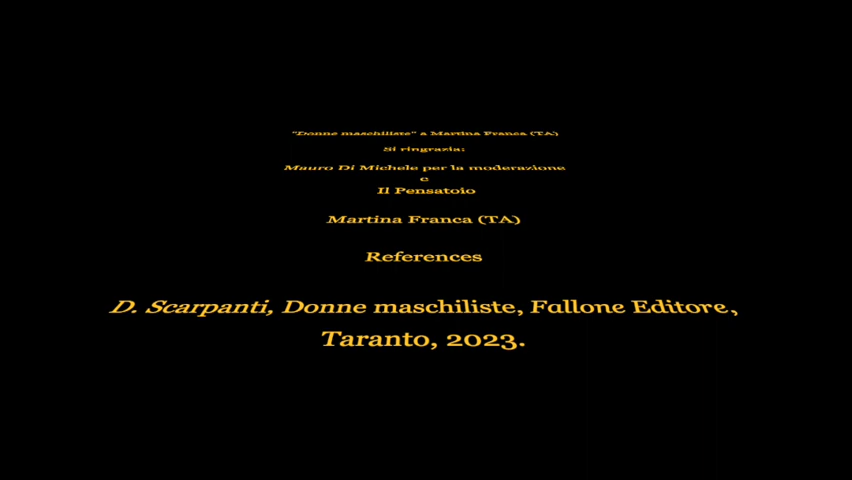 "Donne maschiliste" a Martina Franca (TA)
Si ringrazia:
Mauro Di Michele per la moderazione
e
Il Pensatoio
Martina Franca (TA)
References
D. Scarpanti, Donne maschiliste, Fallone Editore,
Taranto, 2023.